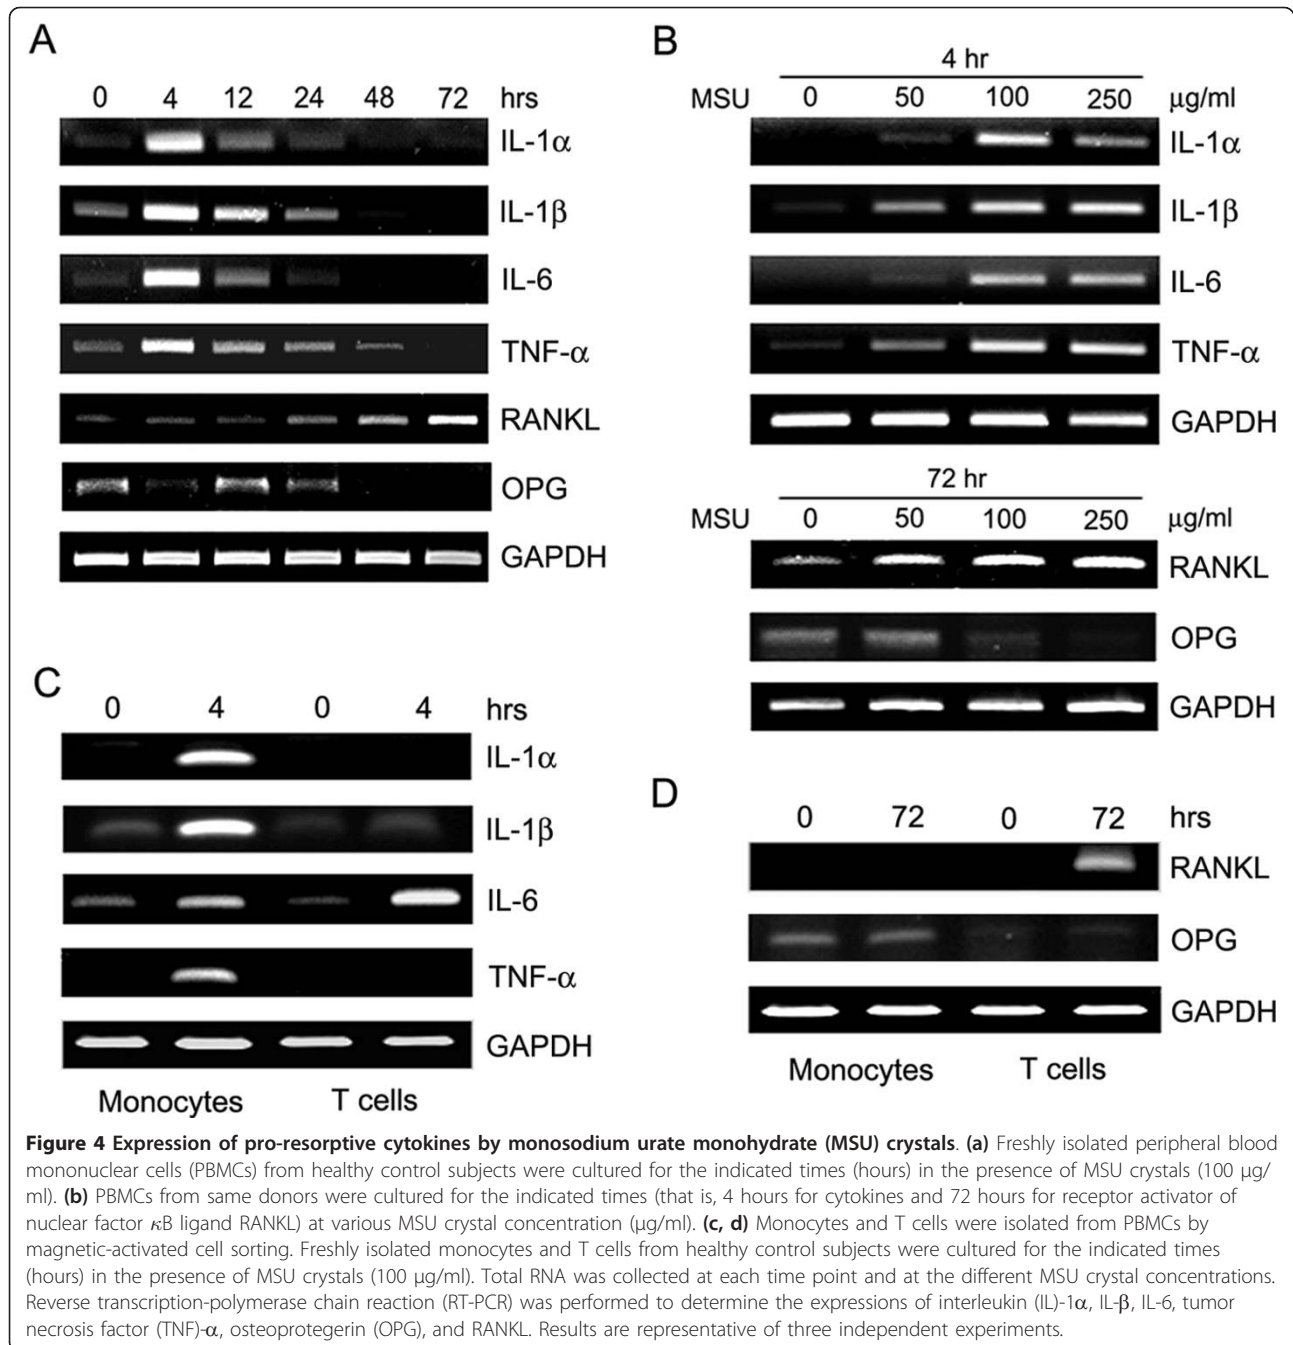 A
0 4 12 24 48 72 hrs
IL-1α
IL-1β
IL-6
TNF-α
RANKL
OPG
GAPDH
B
4 hr
MSU 0 50 100 250 μg/ml
IL-1α
IL-1β
IL-6
TNF-α
GAPDH
72 hr
MSU 0 50 100 250 μg/ml
RANKL
OPG
GAPDH
C
0 4 0 4 hrs
IL-1α
IL-1β
IL-6
TNF-α
GAPDH
Monocytes T cells
D
0 72 0 72 hrs
RANKL
OPG
GAPDH
Monocytes T cells
Figure 4 Expression of pro-resorptive cytokines by monosodium urate monohydrate (MSU) crystals. (a) Freshly isolated peripheral blood
mononuclear cells (PBMCs) from healthy control subjects were cultured for the indicated times (hours) in the presence of MSU crystals (100 μg/
ml). (b) PBMCs from same donors were cultured for the indicated times (that is, 4 hours for cytokines and 72 hours for receptor activator of
nuclear factor κB ligand RANKL) at various MSU crystal concentration (μg/ml). (c, d) Monocytes and T cells were isolated from PBMCs by
magnetic-activated cell sorting. Freshly isolated monocytes and T cells from healthy control subjects were cultured for the indicated times
(hours) in the presence of MSU crystals (100 μg/ml). Total RNA was collected at each time point and at the different MSU crystal concentrations.
Reverse transcription-polymerase chain reaction (RT-PCR) was performed to determine the expressions of interleukin (IL)-1α, IL-β, IL-6, tumor
necrosis factor (TNF)-α, osteoprotegerin (OPG), and RANKL. Results are representative of three independent experiments.